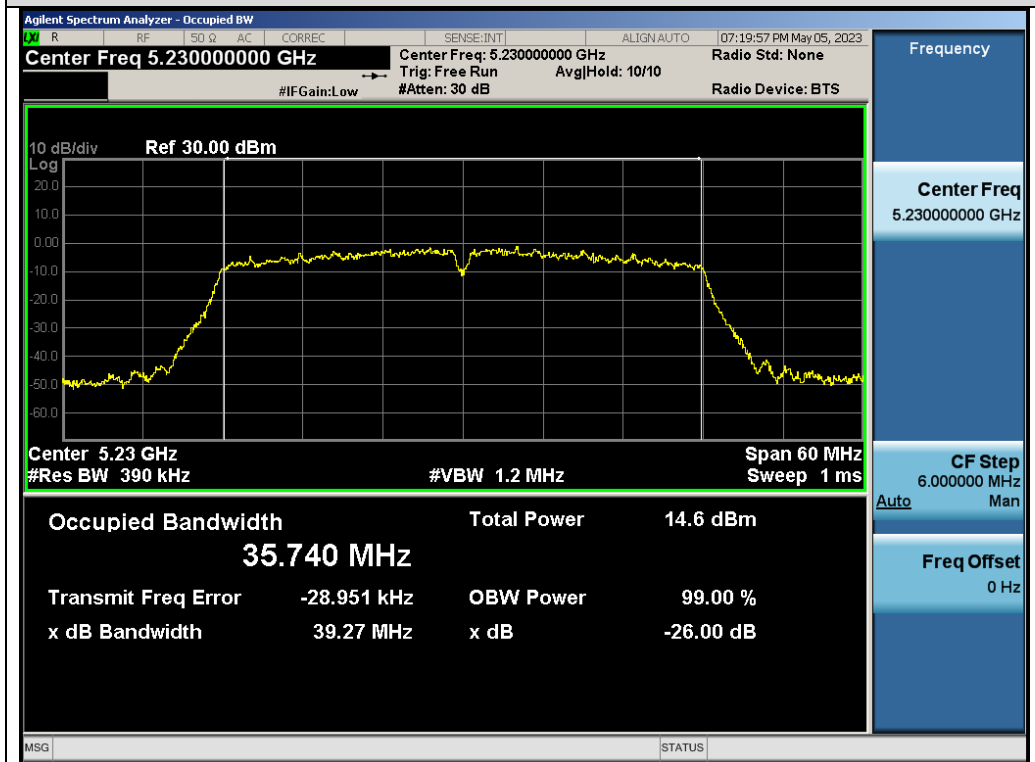 Agilent Spectrum Analyzer - Occupied BW
LXI R RF 50 Ω AC CORREC SENSE:INT ALIGN AUTO 07:19:57 PM May 05, 2023
Center Freq 5.230000000 GHz
Center Freq: 5.230000000 GHz Radio Std: None
Trig: Free Run Avg|Hold: 10/10
#IFGain:Low #Atten: 30 dB Radio Device: BTS
10 dB/div Ref 30.00 dBm
Log
20.0
10.0
0.00
-10.0
-20.0
-30.0
-40.0
-50.0
-60.0
Center 5.23 GHz Span 60 MHz
#Res BW 390 kHz #VBW 1.2 MHz Sweep 1 ms
Occupied Bandwidth Total Power 14.6 dBm
35.740 MHz
Transmit Freq Error -28.951 kHz OBW Power 99.00 %
x dB Bandwidth 39.27 MHz x dB -26.00 dB
Frequency
Center Freq
5.230000000 GHz
CF Step
6.000000 MHz
Auto Man
Freq Offset
0 Hz
MSG STATUS